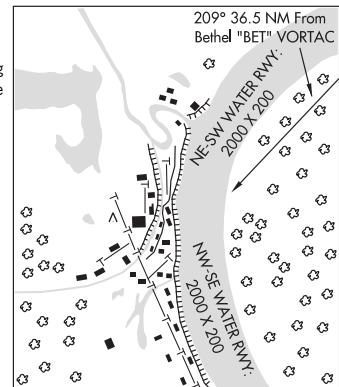 209° 36.5 NM From
Bethel "BET" VORTAC
NE-SW WATER RWY:
2000 X 200
NW-SE WATER RWY:
2000 X 200